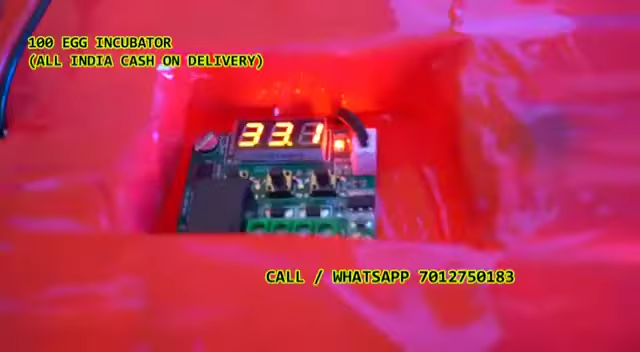 100 EGG INCUBATOR
(ALL INDIA CASH ON DELIVERY)
33.1
CALL / WHATSAPP 7012750183